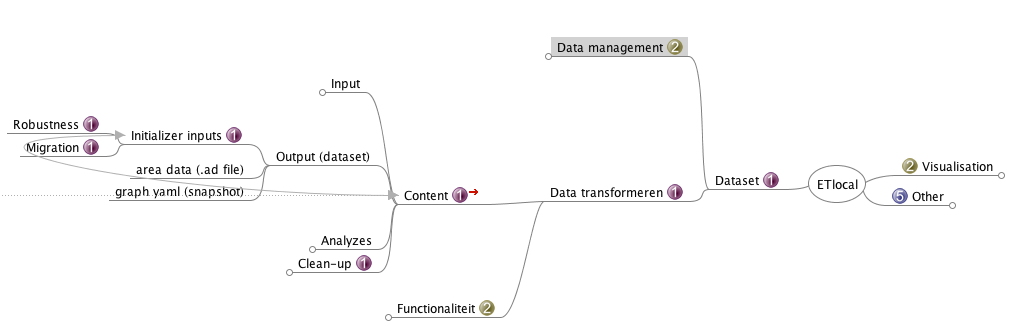 Data management 2
Input
Robustness 1
Initializer inputs 1
Migration 1
Output (dataset)
area data (.ad file)
graph yaml (snapshot)
Content 1
Data transformeren 1
Dataset 1
ETlocal
2 Visualisation
5 Other
Analyzes
Clean-up 1
Functionaliteit 2